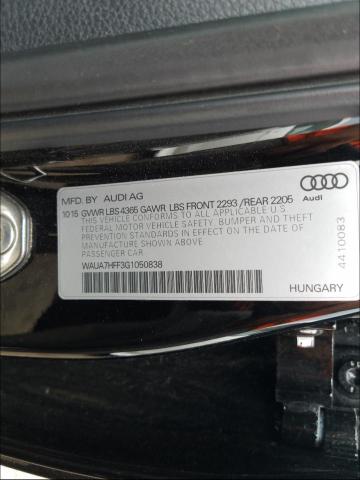 MFD. BY AUDI AG
10 15 GVWR LBS 4365 GAWR LBS FRONT 2293 /REAR 2205
THIS VEHICLE CONFORMS TO ALL APPLICABLE U.S
FEDERAL MOTOR VEHICLE SAFETY, BUMPER AND THEFT
PREVENTION STANDARDS IN EFFECT ON THE DATE OF
MANUFACTURE SHOWN ABOVE
PASSENGER CAR
WAUA7HFF3G1050838
Audi
4410083
HUNGARY